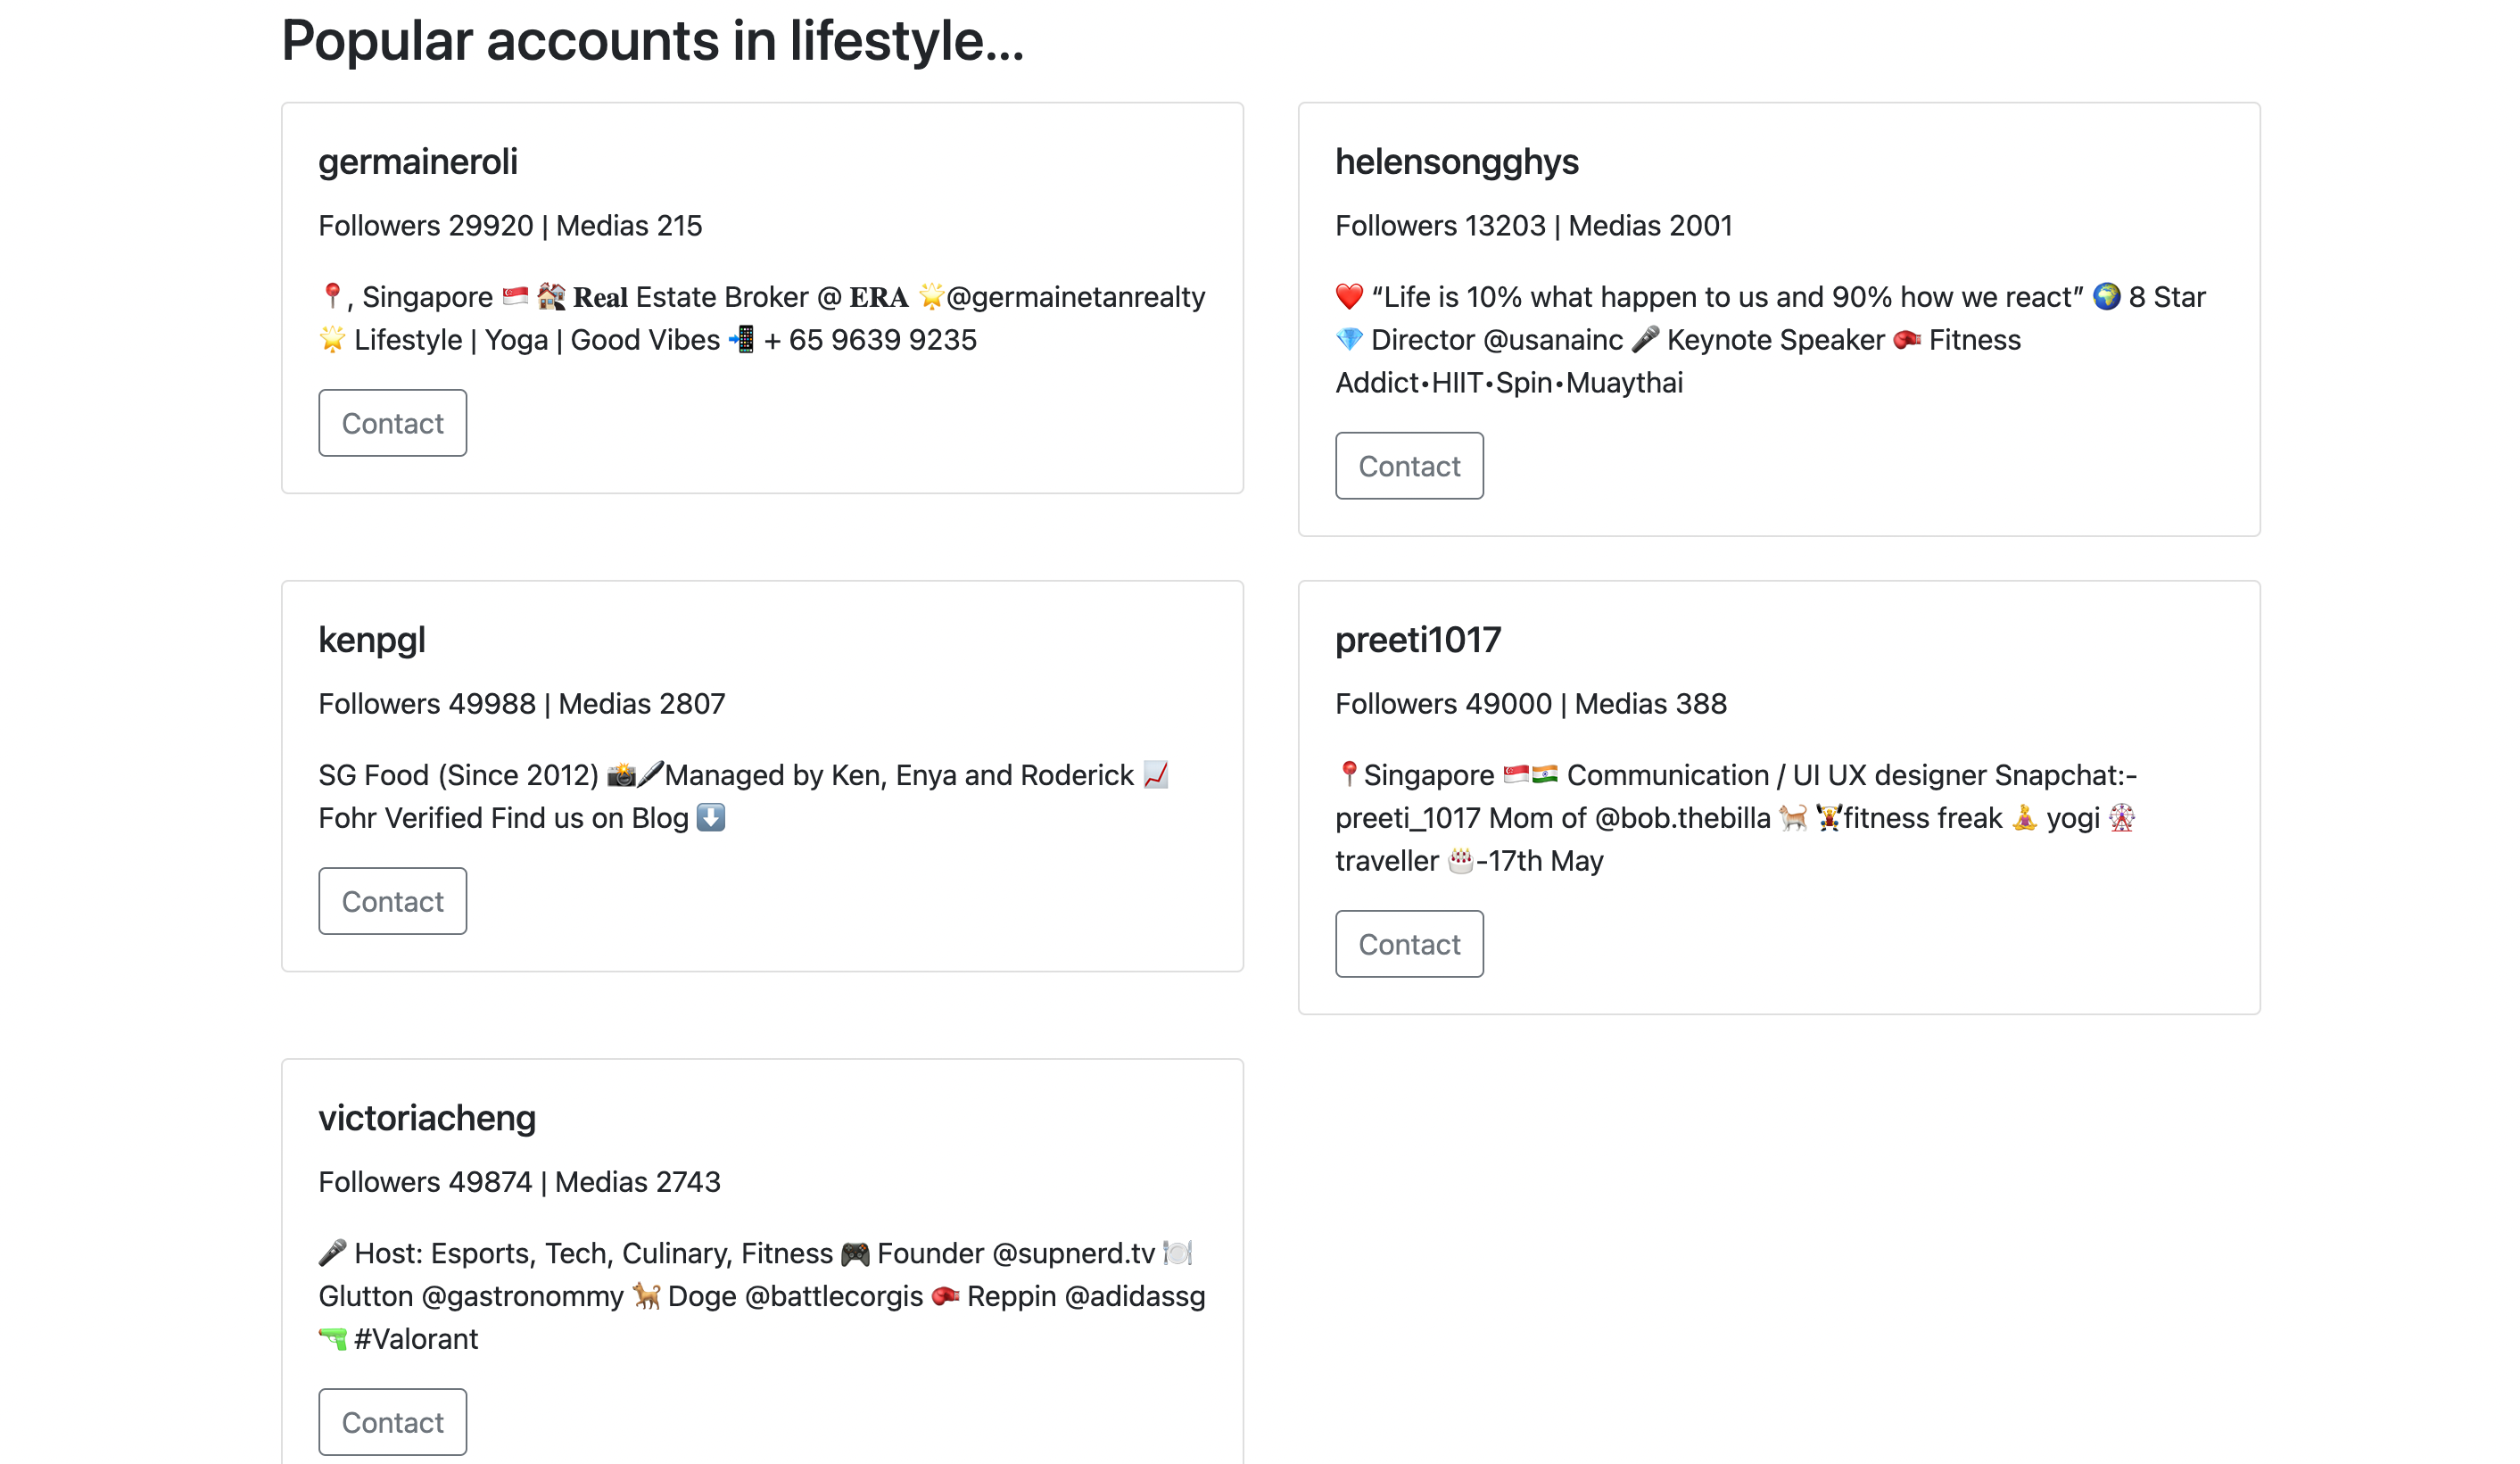 Popular accounts in lifestyle...
germaineroli
Followers 29920 | Medias 215
📍, Singapore 🇸🇬 🏘️ 𝐑𝐞𝐚𝐥 Estate Broker @ 𝐄𝐑𝐀 🌟@germainetanrealty
🌟 Lifestyle | Yoga | Good Vibes 📲 + 65 9639 9235
Contact
helensongghys
Followers 13203 | Medias 2001
❤️ “Life is 10% what happen to us and 90% how we react” 🌍 8 Star
💎 Director @usanainc 🎤 Keynote Speaker 🥊 Fitness
Addict•HIIT•Spin•Muaythai
Contact
kenpgl
Followers 49988 | Medias 2807
SG Food (Since 2012) 📸🖋️Managed by Ken, Enya and Roderick 📈
Fohr Verified Find us on Blog ⬇️
Contact
preeti1017
Followers 49000 | Medias 388
📍Singapore 🇸🇬🇮🇳 Communication / UI UX designer Snapchat:-
preeti_1017 Mom of @bob.thebilla 🐈 🏋️fitness freak 🧘 yogi 🎡
traveller 🎂-17th May
Contact
victoriacheng
Followers 49874 | Medias 2743
🎤 Host: Esports, Tech, Culinary, Fitness 🎮 Founder @supnerd.tv 🍽️
Glutton @gastronommy 🐕 Doge @battlecorgis 🥊 Reppin @adidassg
🔫 #Valorant
Contact